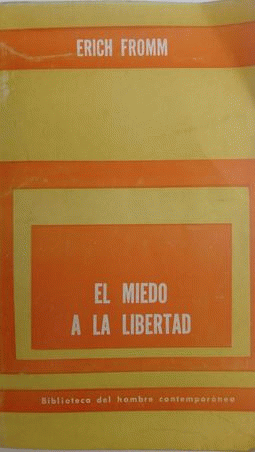 ERICH FROMM
EL MIEDO
A LA LIBERTAD
Biblioteca del hombre contemporáneo